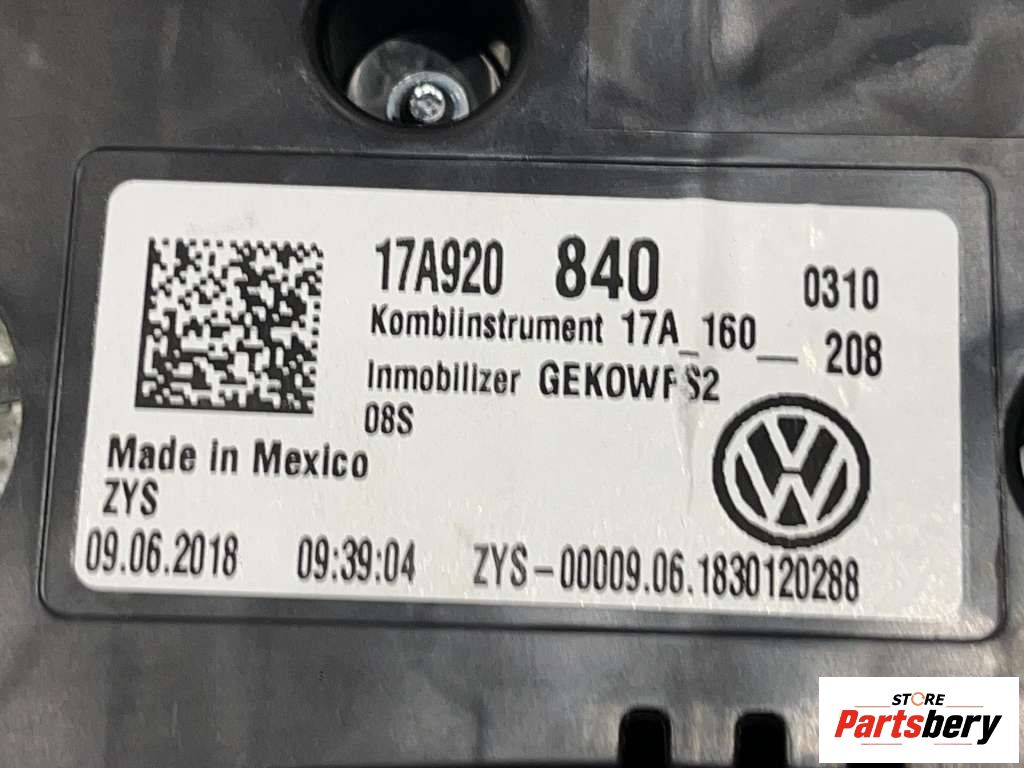 17A920 840 0310
Kombiinstrument 17A_160__ 208
Inmobilizer GEKOWFS2
08S
Made in Mexico
ZYS
09.06.2018 09:39:04 ZYS-00009.06.1830120288
STORE
Partsbery